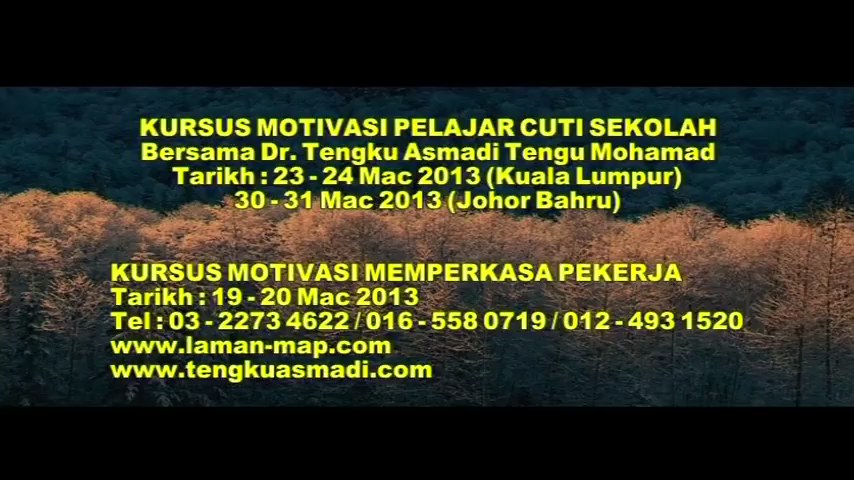 KURSUS MOTIVASI PELAJAR CUTI SEKOLAH
Bersama Dr. Tengku Asmadi Tengu Mohamad
Tarikh : 23 - 24 Mac 2013 (Kuala Lumpur)
30 - 31 Mac 2013 (Johor Bahru)
KURSUS MOTIVASI MEMPERKASA PEKERJA
Tarikh : 19 - 20 Mac 2013
Tel : 03 - 2273 4622 / 016 - 558 0719 / 012 - 493 1520
www.laman-map.com
www.tengkuasmadi.com